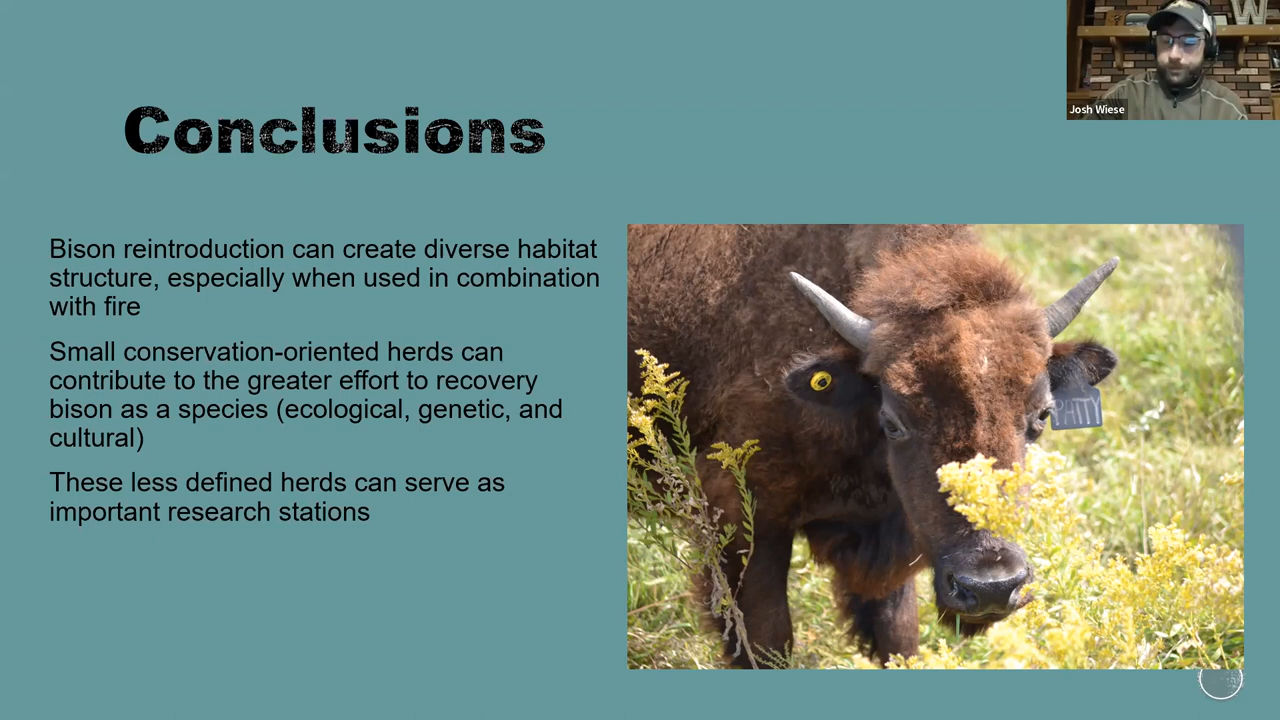 Josh Wiese
Conclusions
Bison reintroduction can create diverse habitat
structure, especially when used in combination
with fire
Small conservation-oriented herds can
contribute to the greater effort to recovery
bison as a species (ecological, genetic, and
cultural)
These less defined herds can serve as
important research stations
PHTY
W